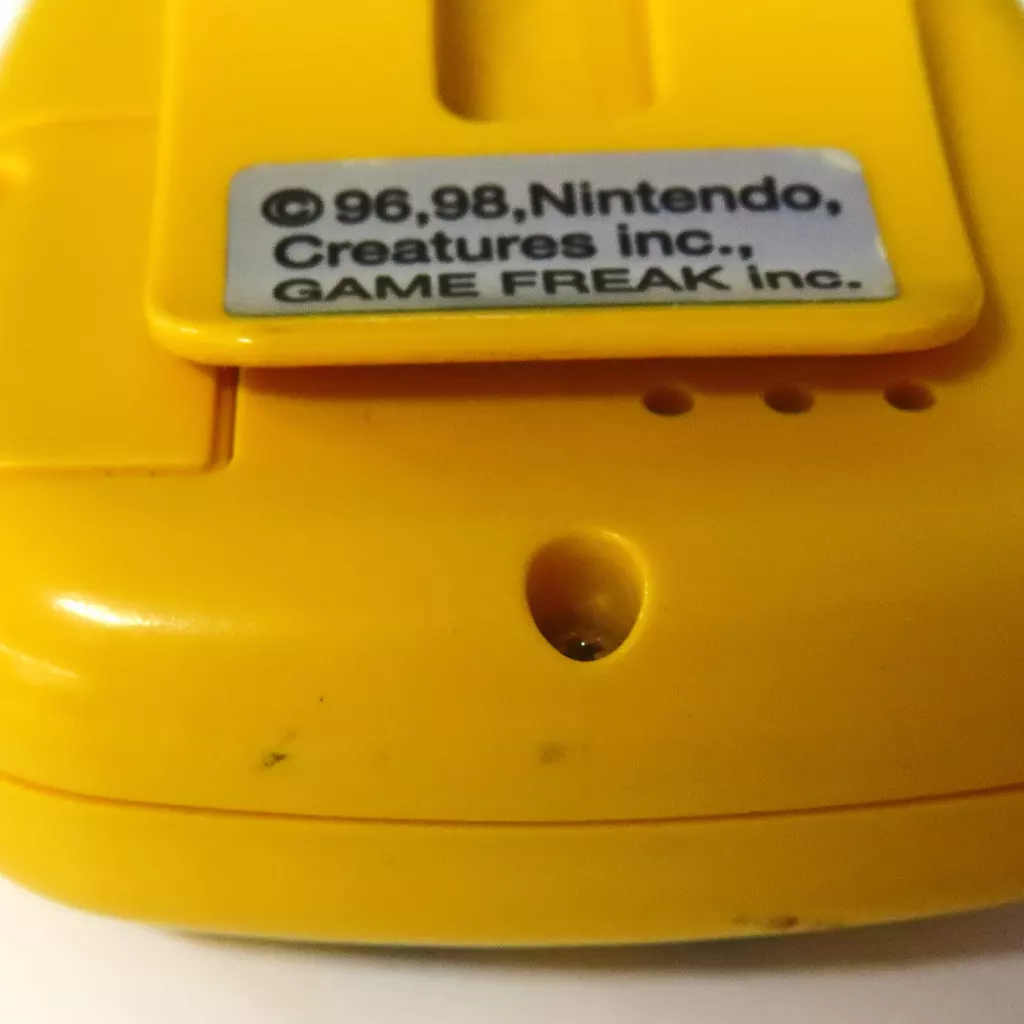 ©96,98,Nintendo,
Creatures inc.,
GAME FREAK inc.